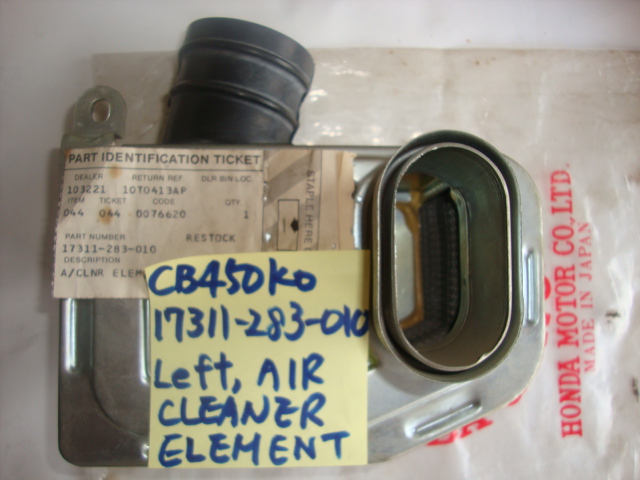 PART IDENTIFICATION TICKET
DEALER RETURN REF. DLR BIN LOC.
103221 10T0413AP
ITEM TICKET CODE QTY
044 044 0076620 1
PART NUMBER RESTOCK
17311-283-010
DESCRIPTION
A/CLNR ELEM
STAPLE HERE
CB450K0
17311-283-010
Left, AIR
CLEANER
ELEMENT
HONDA MOTOR CO., LTD.
MADE IN JAPAN